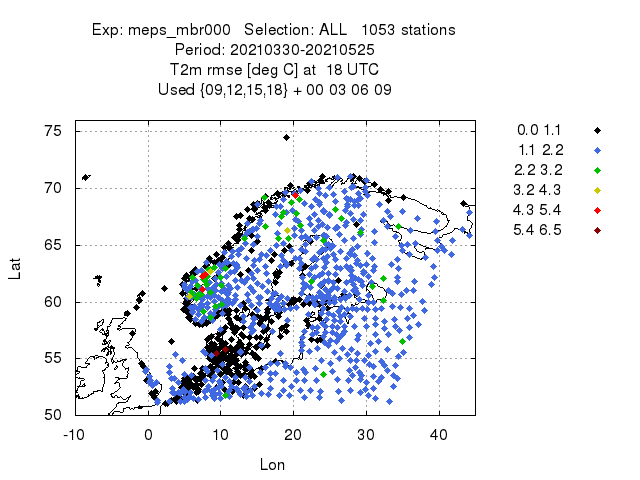 Exp: meps_mbr000   Selection: ALL   1053 stations
Period: 20210330-20210525
T2m rmse [deg C] at  18 UTC
Used {09,12,15,18} + 00 03 06 09
75
70
65
60
55
50
Lat
-10 0 10 20 30 40
Lon
0.0 1.1
1.1 2.2
2.2 3.2
3.2 4.3
4.3 5.4
5.4 6.5